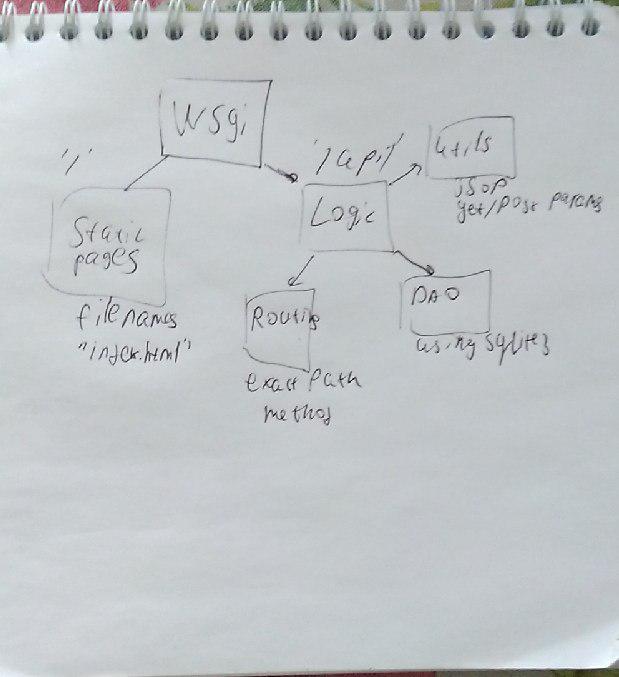 wsgi
'/'
'/api/'
utils
json
get/post params
Logic
Static
pages
filenames
"index.html"
Routing
exact path
method
DAO
using sqlite3